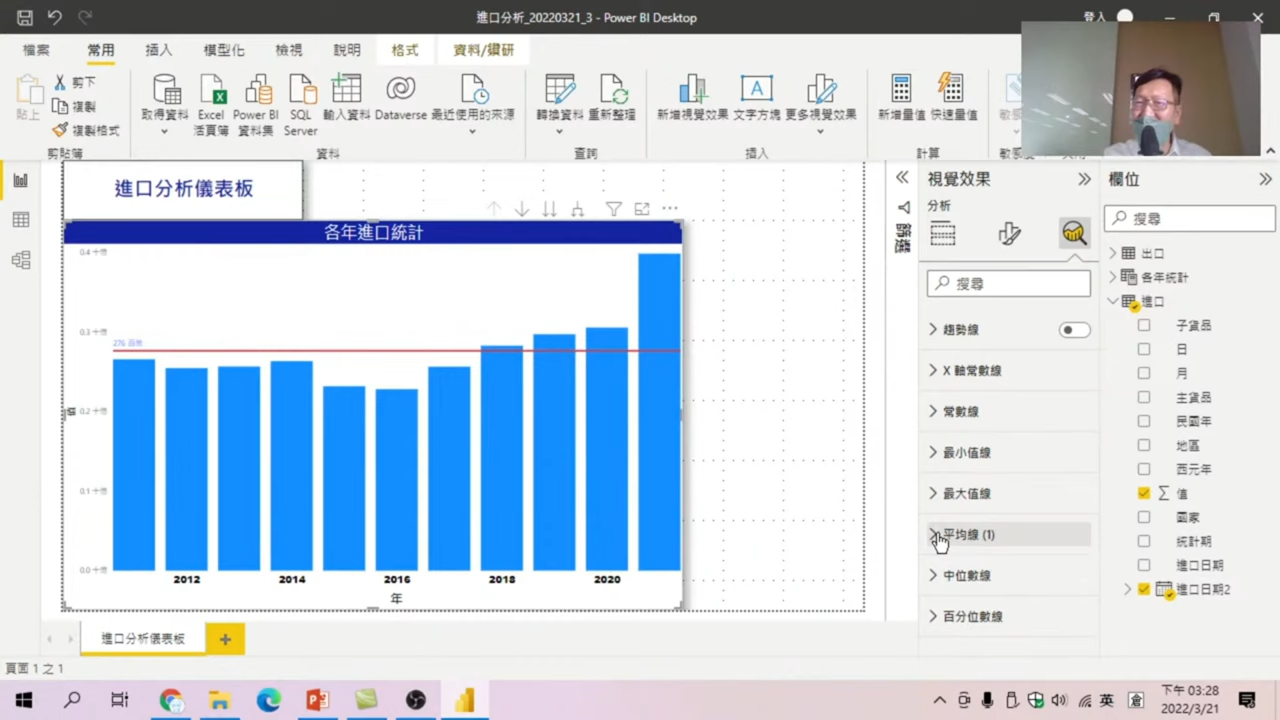 進口分析_20220321_3 - Power BI Desktop
登入
檔案 常用 插入 模型化 檢視 說明 格式 資料/鑽研
貼上
剪下
複製
複製格式
剪貼簿
取得資料
Excel 活頁簿
Power BI 資料集
SQL Server
輸入資料
Dataverse
最近使用的來源
資料
轉換資料
重新整理
查詢
新增視覺效果
文字方塊
更多視覺效果
插入
新增量值
快速量值
計算
進口分析儀表板
各年進口統計
0.4 十億
0.3 十億
276 百萬
0.2 十億
值
0.1 十億
0.0 十億
2012 2014 2016 2018 2020
年
篩選
視覺效果
分析
搜尋
趨勢線
X 軸常數線
常數線
最小值線
最大值線
平均線 (1)
中位數線
百分位數線
欄位
搜尋
出口
各年統計
進口
子貨品
日
月
主貨品
民國年
地區
西元年
值
國家
統計期
進口日期
進口日期2
進口分析儀表板
頁面 1 之 1
英
倉
下午 03:28
2022/3/21